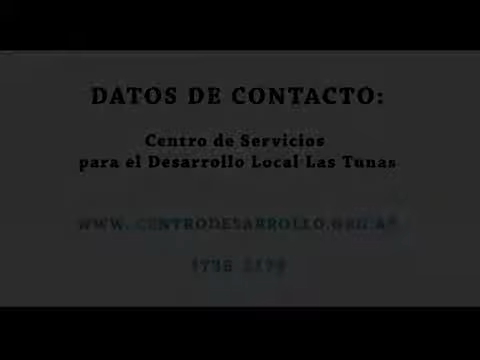 DATOS DE CONTACTO:
Centro de Servicios
para el Desarrollo Local Las Tunas
WWW.CENTRODESARROLLO.ORG.AR